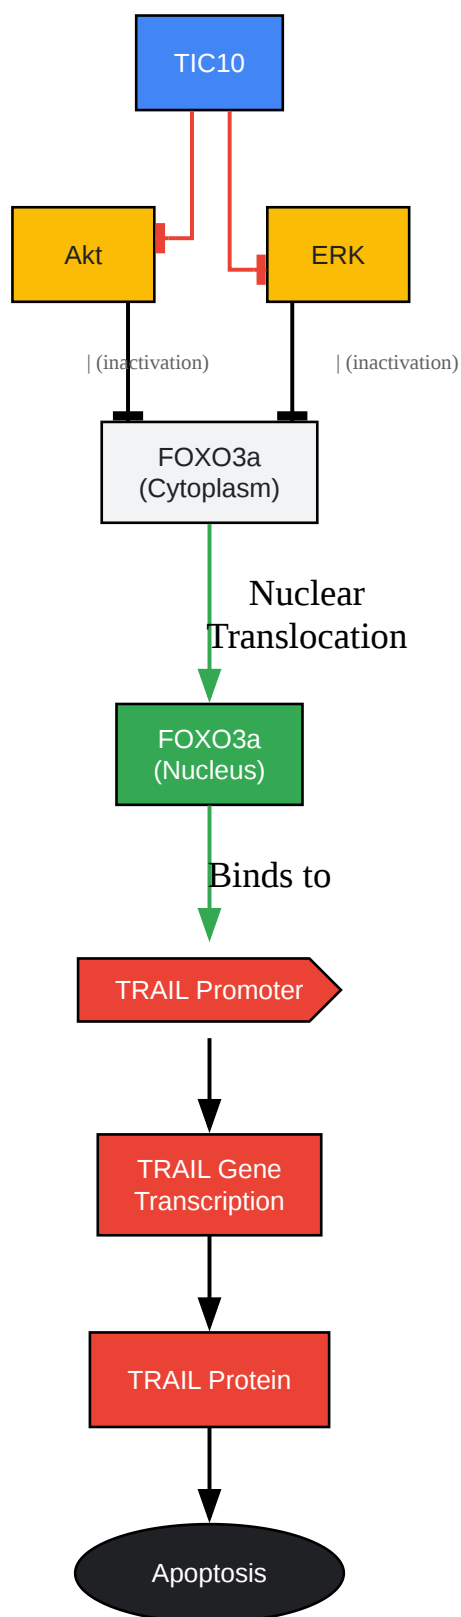 TIC10
Akt
ERK
| (inactivation)
| (inactivation)
FOXO3a
(Cytoplasm)
Nuclear
Translocation
FOXO3a
(Nucleus)
Binds to
TRAIL Promoter
TRAIL Gene
Transcription
TRAIL Protein
Apoptosis